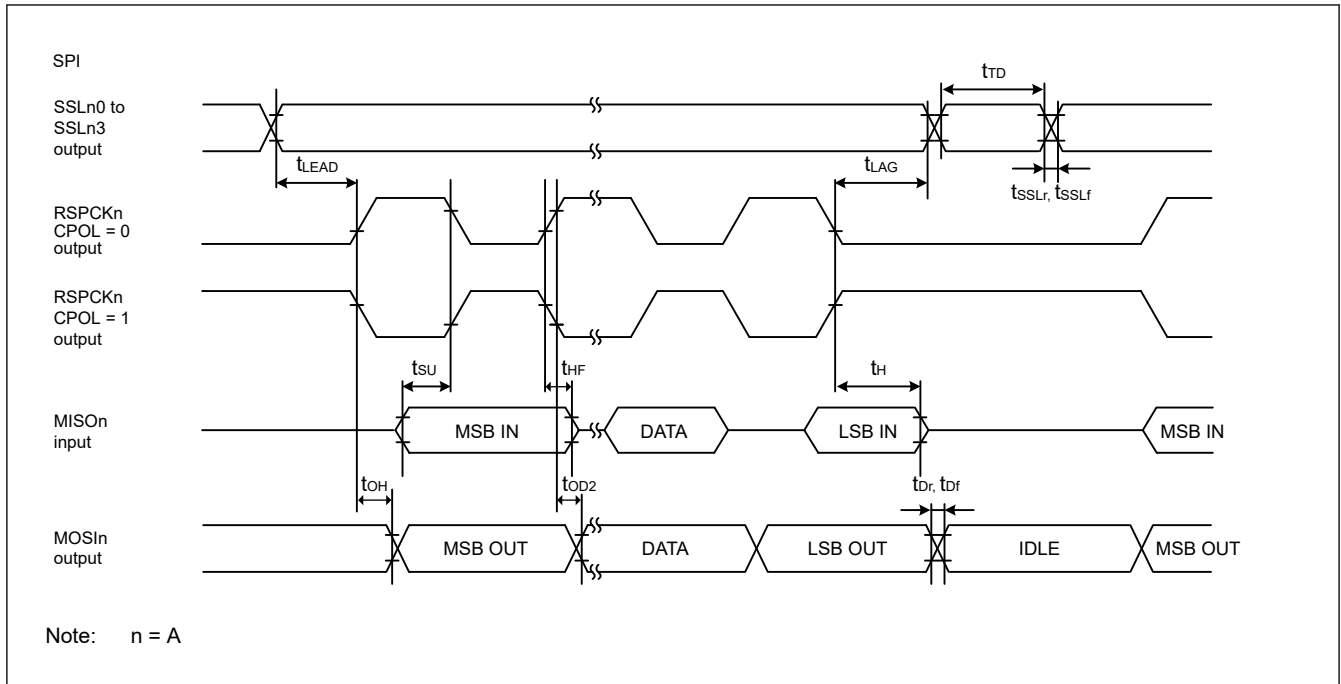 SPI
tTD
SSLn0 to
SSLn3
output
tLEAD
tLAG
tSSLr, tSSLf
RSPCKn
CPOL = 0
output
RSPCKn
CPOL = 1
output
tSU
tHF
tH
MISOn
input
MSB IN
DATA
LSB IN
MSB IN
tOH
tOD2
tDr, tDf
MOSIn
output
MSB OUT
DATA
LSB OUT
IDLE
MSB OUT
Note: n = A